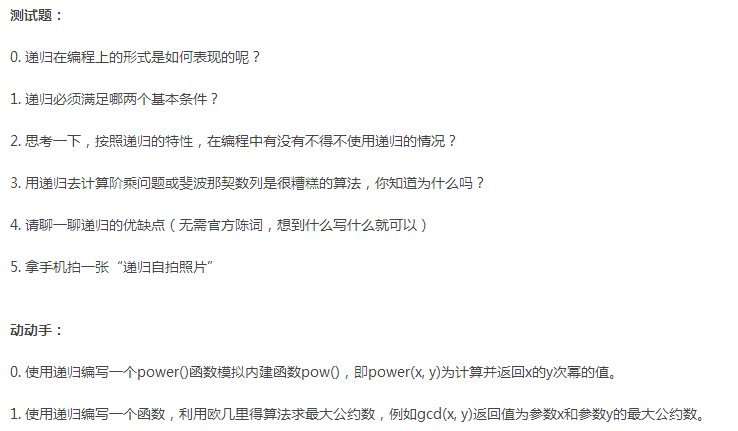 测试题：
0. 递归在编程上的形式是如何表现的呢？
1. 递归必须满足哪两个基本条件？
2. 思考一下，按照递归的特性，在编程中有没有不得不使用递归的情况？
3. 用递归去计算阶乘问题或斐波那契数列是很糟糕的算法，你知道为什么吗？
4. 请聊一聊递归的优缺点（无需官方陈词，想到什么写什么就可以）
5. 拿手机拍一张“递归自拍照片”
动动手：
0. 使用递归编写一个power()函数模拟内建函数pow()，即power(x, y)为计算并返回x的y次幂的值。
1. 使用递归编写一个函数，利用欧几里得算法求最大公约数，例如gcd(x, y)返回值为参数x和参数y的最大公约数。